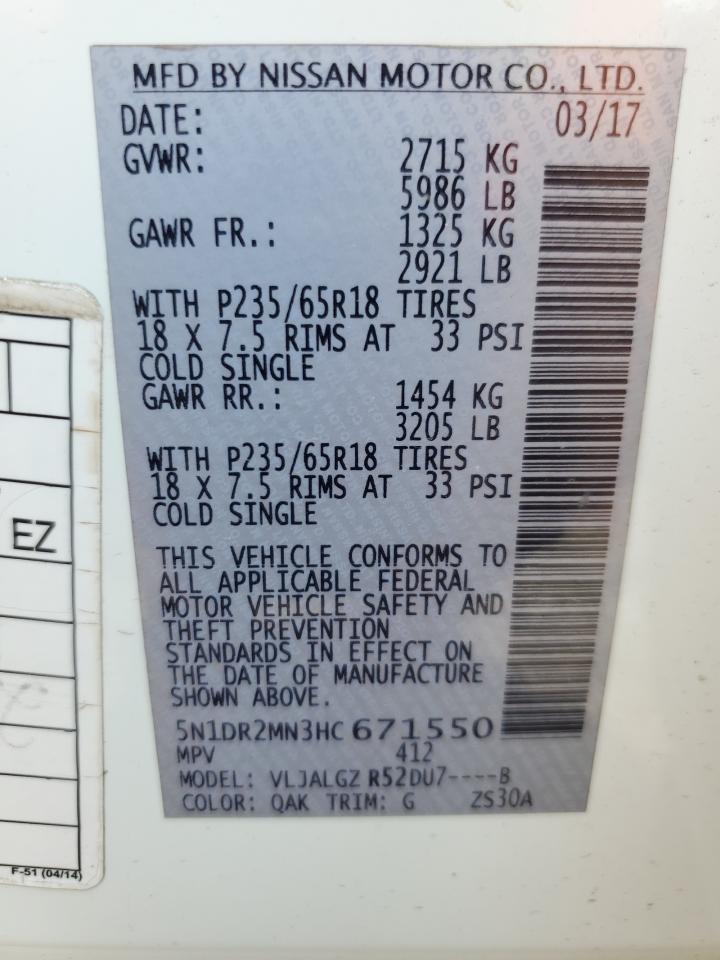 MFD BY NISSAN MOTOR CO., LTD.
DATE: 03/17
GVWR: 2715 KG
5986 LB
GAWR FR.: 1325 KG
2921 LB
WITH P235/65R18 TIRES
18 X 7.5 RIMS AT 33 PSI
COLD SINGLE
GAWR RR.: 1454 KG
3205 LB
WITH P235/65R18 TIRES
18 X 7.5 RIMS AT 33 PSI
COLD SINGLE
THIS VEHICLE CONFORMS TO
ALL APPLICABLE FEDERAL
MOTOR VEHICLE SAFETY AND
THEFT PREVENTION
STANDARDS IN EFFECT ON
THE DATE OF MANUFACTURE
SHOWN ABOVE.
5N1DR2MN3HC 671550
MPV 412
MODEL: VLJALGZ R52DU7----B
COLOR: QAK TRIM: G ZS30A
EZ
F-51 (04/14)